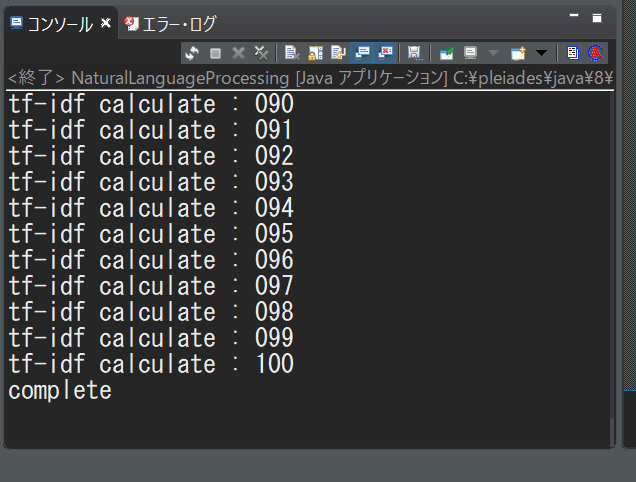 コンソール エラー・ログ
<終了> NaturalLanguageProcessing [Java アプリケーション] C:¥pleiades¥java¥8¥
tf-idf calculate : 090
tf-idf calculate : 091
tf-idf calculate : 092
tf-idf calculate : 093
tf-idf calculate : 094
tf-idf calculate : 095
tf-idf calculate : 096
tf-idf calculate : 097
tf-idf calculate : 098
tf-idf calculate : 099
tf-idf calculate : 100
complete